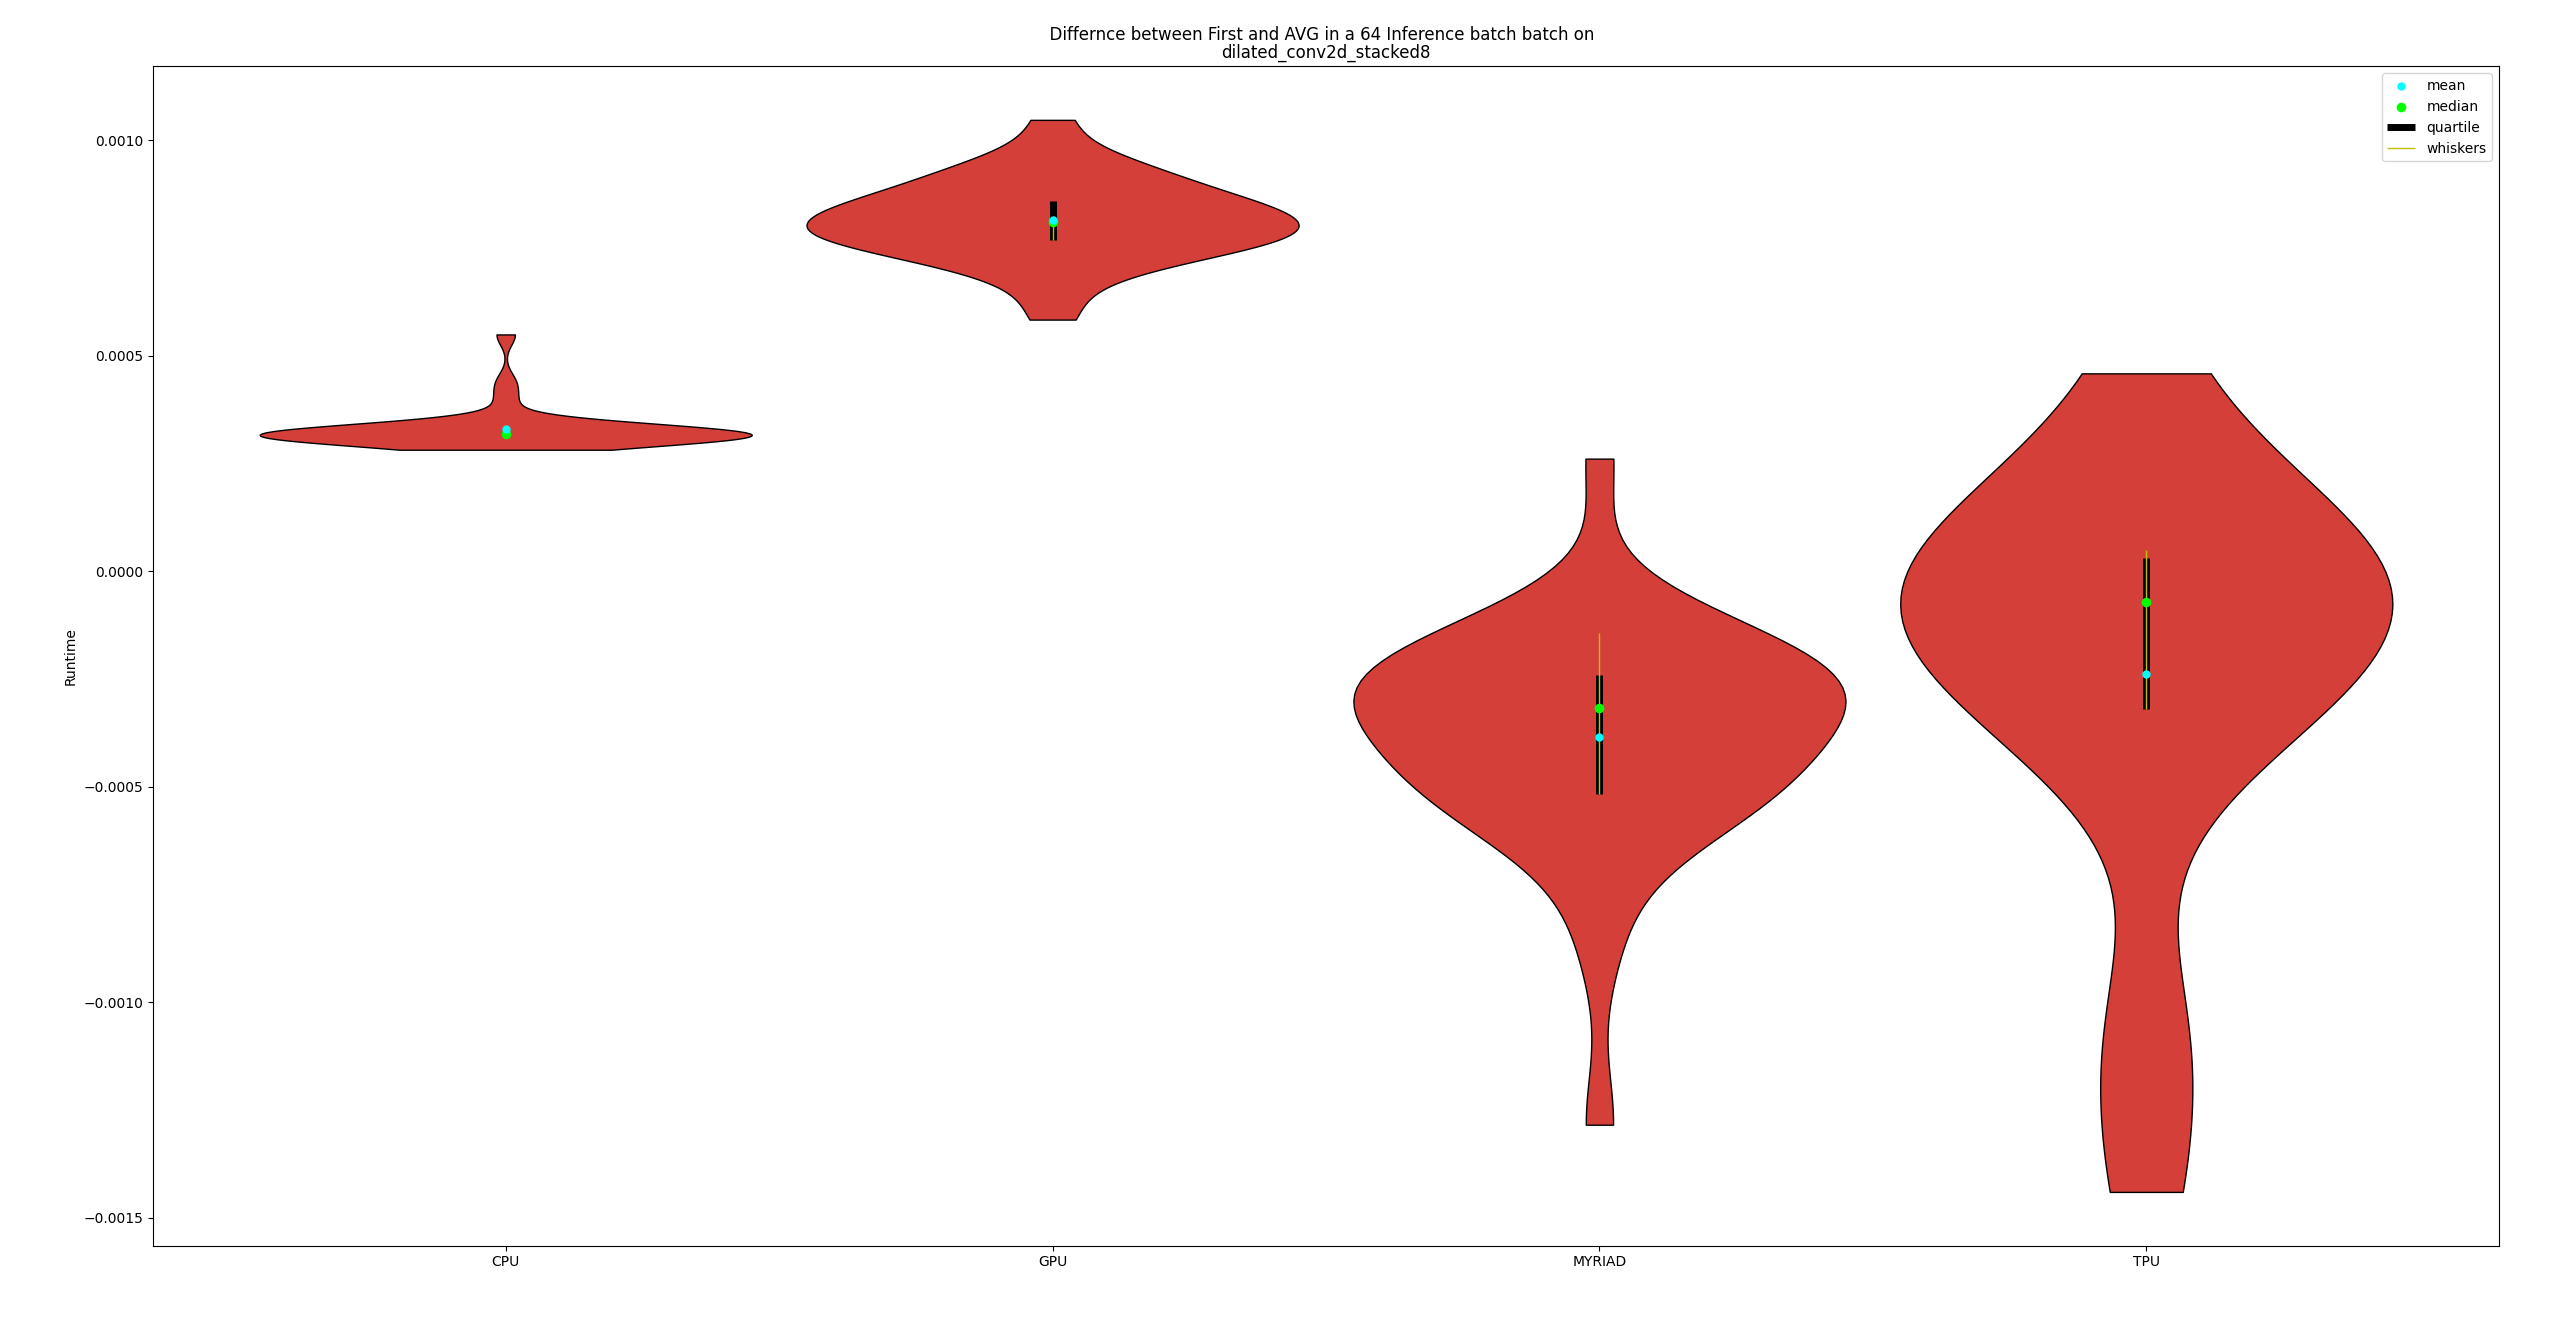 Differnce between First and AVG in a 64 Inference batch batch on
dilated_conv2d_stacked8
mean
median
quartile
whiskers
Runtime
0.0010
0.0005
0.0000
−0.0005
−0.0010
−0.0015
CPU GPU MYRIAD TPU